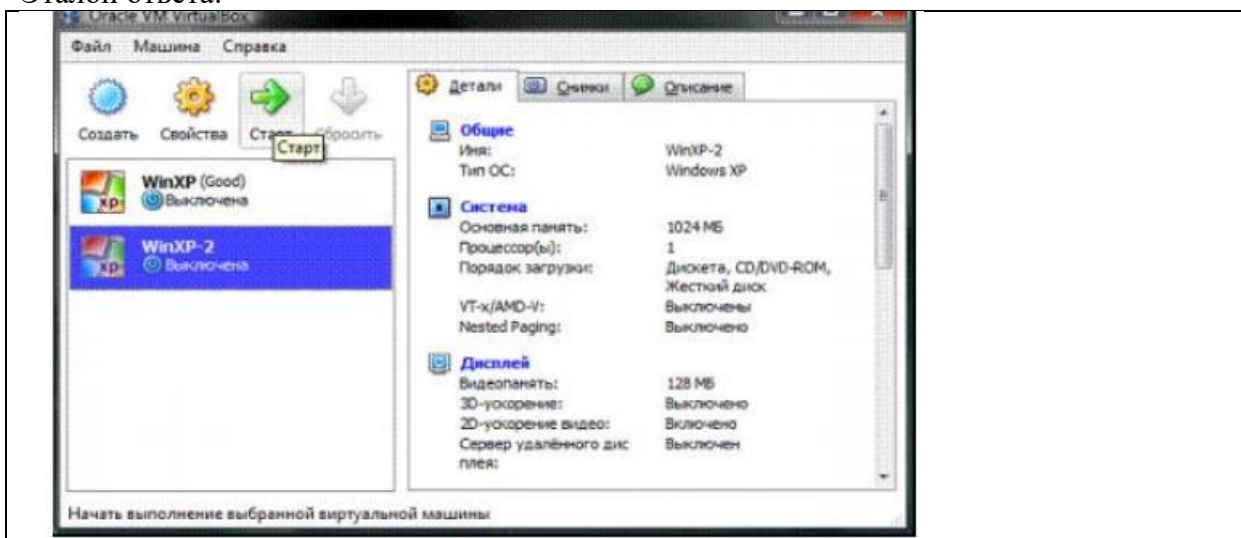 Эталон ответа:
Oracle VM VirtualBox
Файл Машина Справка
Создать Свойства Старт Сбросить
Старт
WinXP (Good)
Выключена
WinXP-2
Выключена
Детали Снимки Описание
Общие
Имя: WinXP-2
Тип ОС: Windows XP
Система
Основная память: 1024 МБ
Процессор(ы): 1
Порядок загрузки: Дискета, CD/DVD-ROM,
Жесткий диск
VT-x/AMD-V: Выключены
Nested Paging: Выключено
Дисплей
Видеопамять: 128 МБ
3D-ускорение: Выключено
2D-ускорение видео: Включено
Сервер удалённого дис Выключен
плея:
Начать выполнение выбранной виртуальной машины